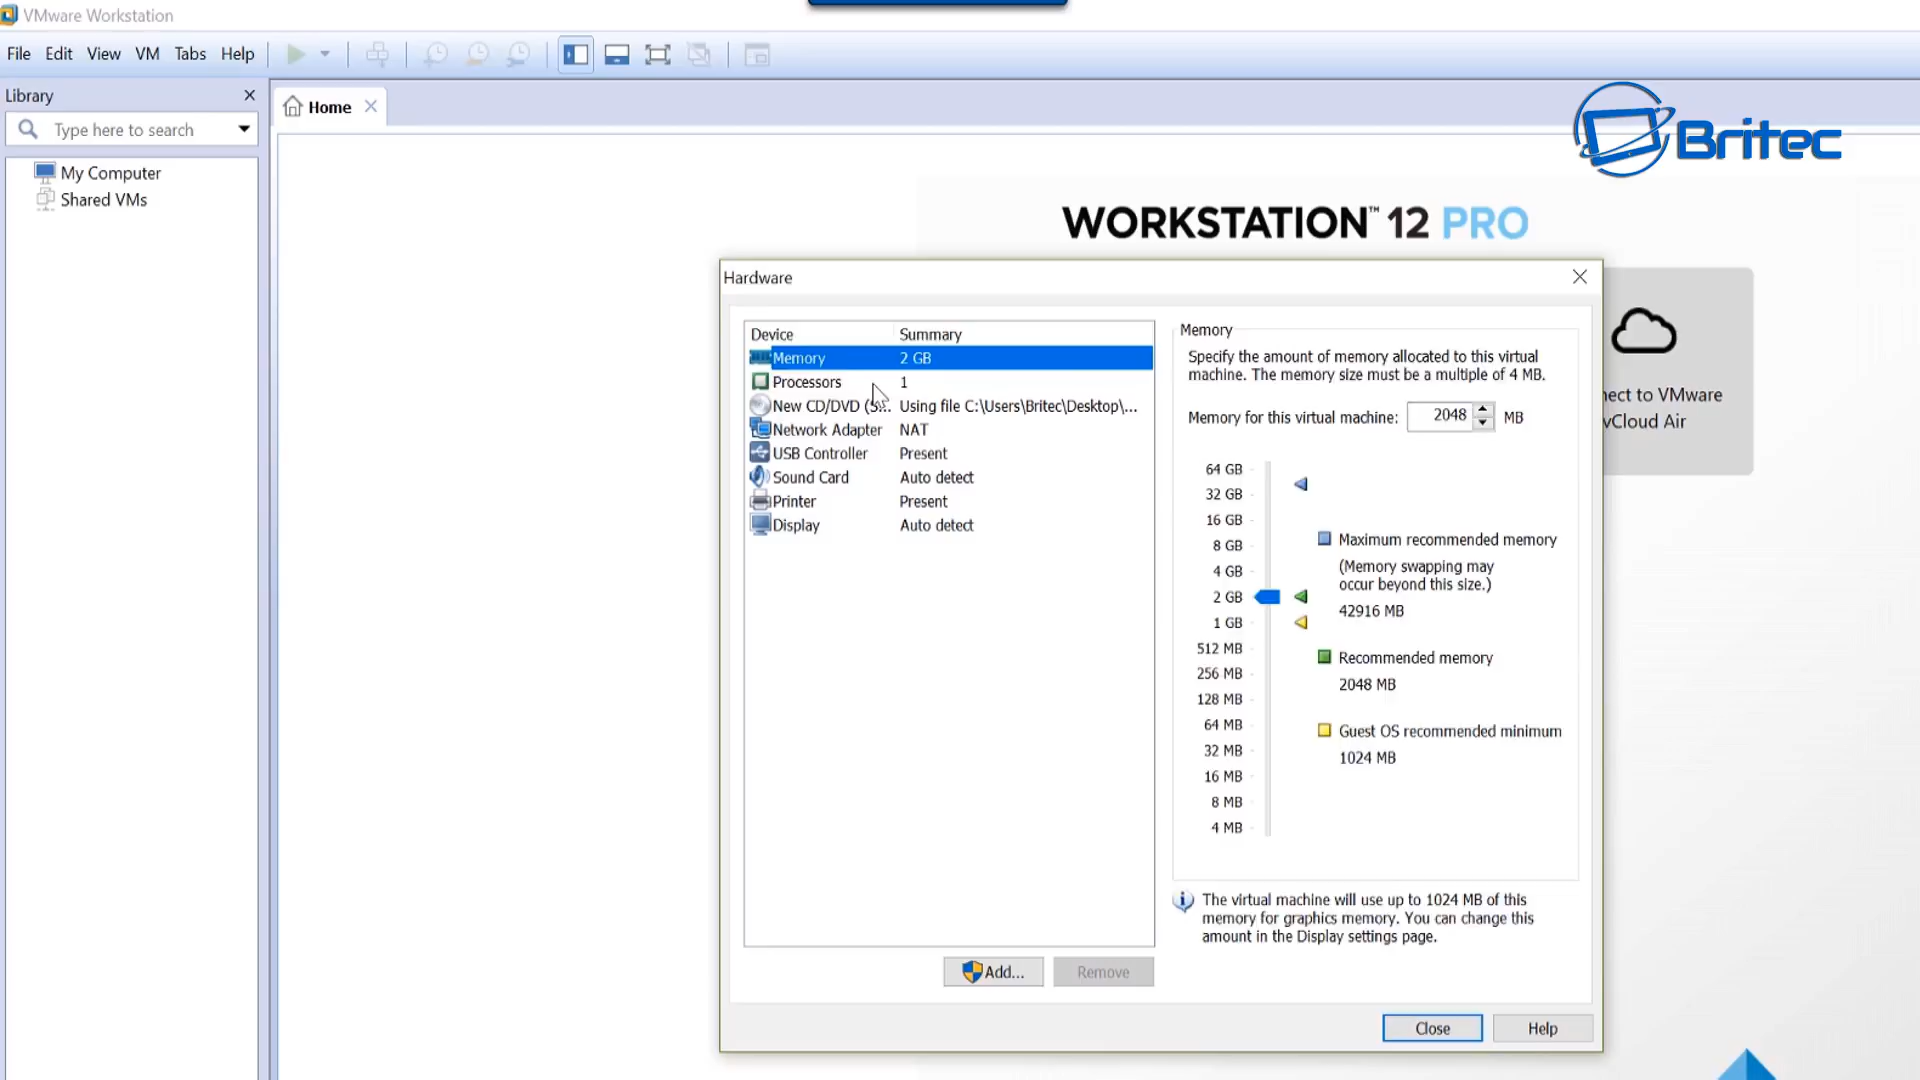 VMware Workstation
File Edit View VM Tabs Help
Library
Type here to search
My Computer
Shared VMs
Home
Britec
WORKSTATION™ 12 PRO
Hardware
Device Summary
Memory 2 GB
Processors 1
New CD/DVD (S... Using file C:\Users\Britec\Desktop\...
Network Adapter NAT
USB Controller Present
Sound Card Auto detect
Printer Present
Display Auto detect
Add...
Remove
Memory
Specify the amount of memory allocated to this virtual
machine. The memory size must be a multiple of 4 MB.
Memory for this virtual machine: 2048 MB
64 GB
32 GB
16 GB
8 GB
4 GB
2 GB
1 GB
512 MB
256 MB
128 MB
64 MB
32 MB
16 MB
8 MB
4 MB
Maximum recommended memory
(Memory swapping may
occur beyond this size.)
42916 MB
Recommended memory
2048 MB
Guest OS recommended minimum
1024 MB
The virtual machine will use up to 1024 MB of this
memory for graphics memory. You can change this
amount in the Display settings page.
Close
Help
nect to VMware
vCloud Air